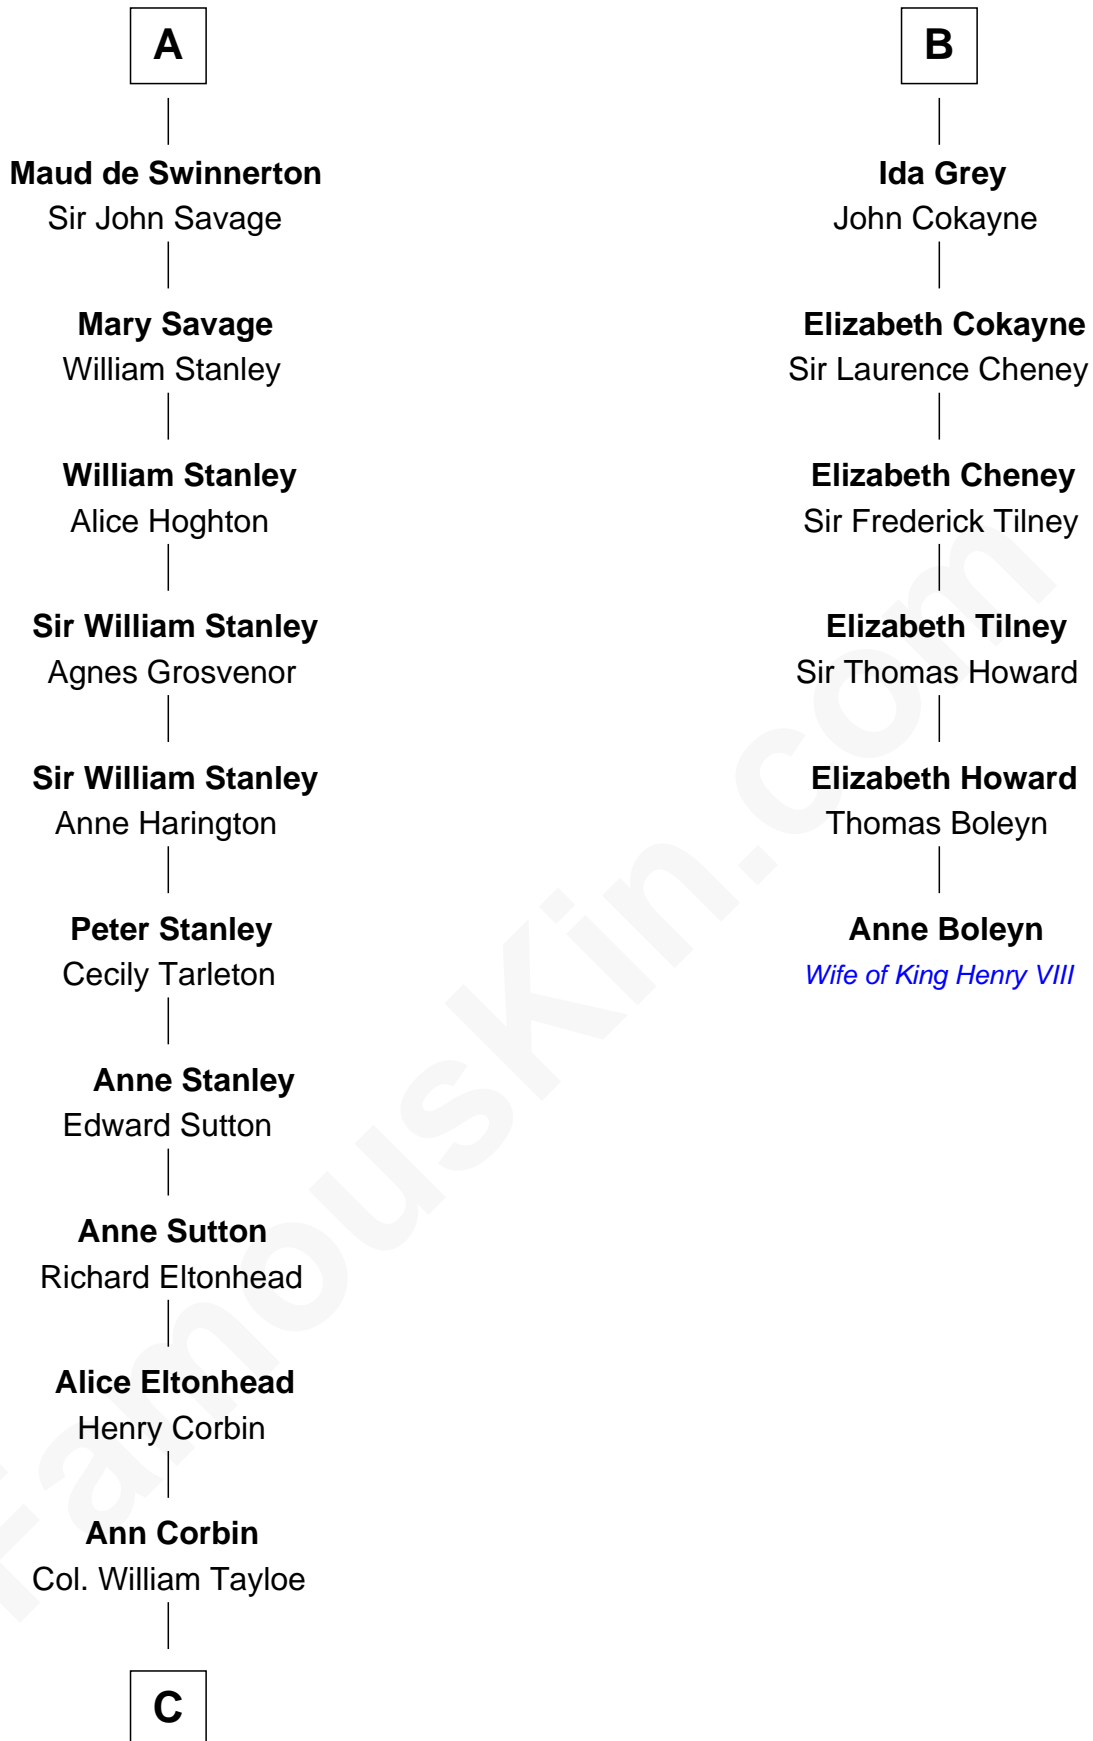 A
Maud de Swinnerton
Sir John Savage
Mary Savage
William Stanley
William Stanley
Alice Hoghton
Sir William Stanley
Agnes Grosvenor
Sir William Stanley
Anne Harington
Peter Stanley
Cecily Tarleton
Anne Stanley
Edward Sutton
Anne Sutton
Richard Eltonhead
Alice Eltonhead
Henry Corbin
Ann Corbin
Col. William Tayloe
C
B
Ida Grey
John Cokayne
Elizabeth Cokayne
Sir Laurence Cheney
Elizabeth Cheney
Sir Frederick Tilney
Elizabeth Tilney
Sir Thomas Howard
Elizabeth Howard
Thomas Boleyn
Anne Boleyn
Wife of King Henry VIII
FamousKin.com